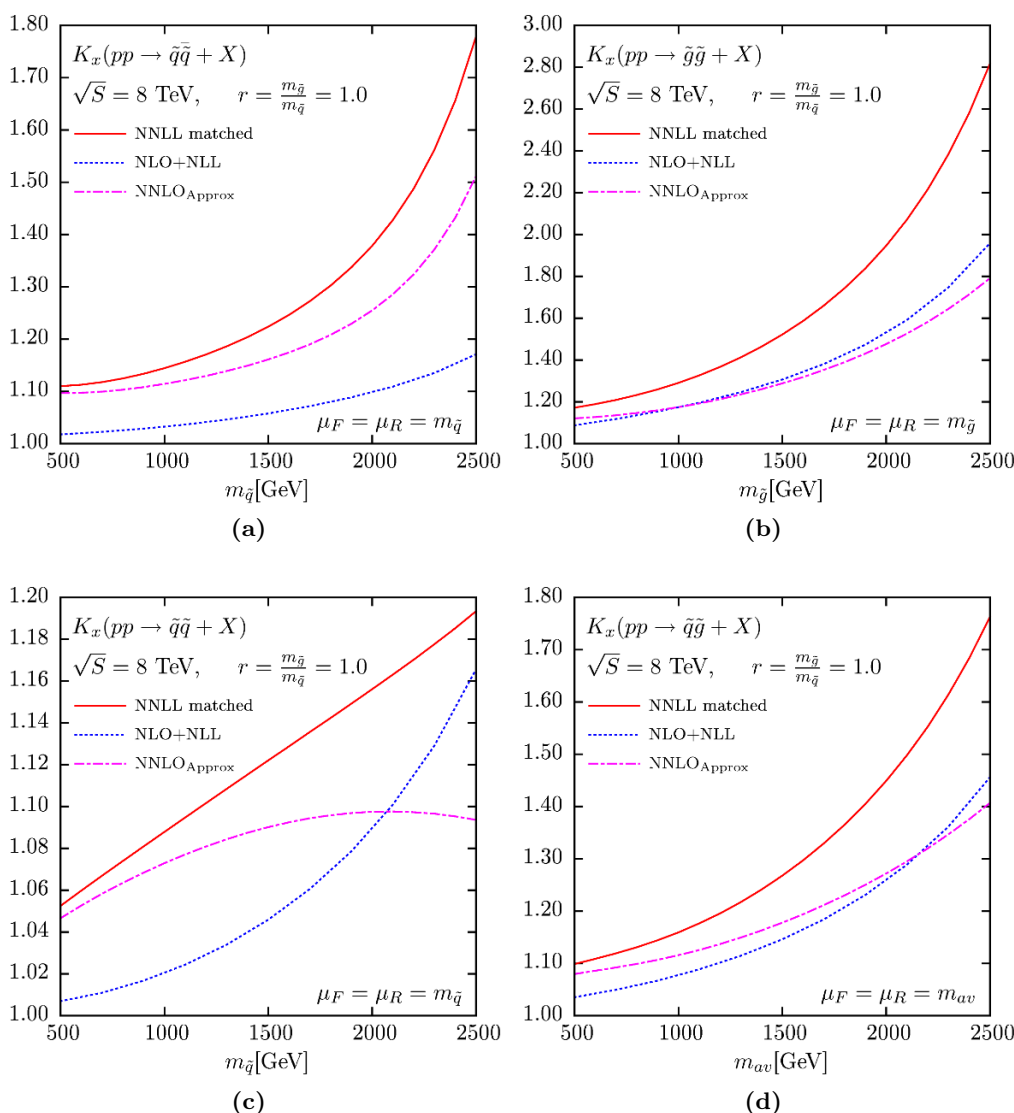 1.80
1.70
1.60
1.50
1.40
1.30
1.20
1.10
1.00
K_x(pp → q̃q̃̄ + X)
√S = 8 TeV, r = m_g̃/m_q̃ = 1.0
NNLL matched
NLO+NLL
NNLO_Approx
μ_F = μ_R = m_q̃
500 1000 1500 2000 2500
m_q̃[GeV]
(a)
3.00
2.80
2.60
2.40
2.20
2.00
1.80
1.60
1.40
1.20
1.00
K_x(pp → g̃g̃ + X)
√S = 8 TeV, r = m_g̃/m_q̃ = 1.0
NNLL matched
NLO+NLL
NNLO_Approx
μ_F = μ_R = m_g̃
500 1000 1500 2000 2500
m_g̃[GeV]
(b)
1.20
1.18
1.16
1.14
1.12
1.10
1.08
1.06
1.04
1.02
1.00
K_x(pp → q̃q̃ + X)
√S = 8 TeV, r = m_g̃/m_q̃ = 1.0
NNLL matched
NLO+NLL
NNLO_Approx
μ_F = μ_R = m_q̃
500 1000 1500 2000 2500
m_q̃[GeV]
(c)
1.80
1.70
1.60
1.50
1.40
1.30
1.20
1.10
1.00
K_x(pp → q̃g̃ + X)
√S = 8 TeV, r = m_g̃/m_q̃ = 1.0
NNLL matched
NLO+NLL
NNLO_Approx
μ_F = μ_R = m_av
500 1000 1500 2000 2500
m_av[GeV]
(d)